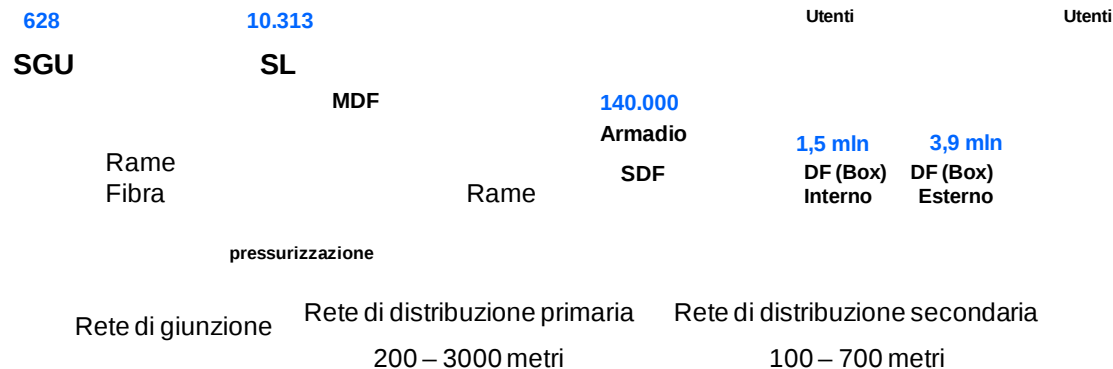 628
10.313
Utenti
Utenti
SGU
SL
MDF
140.000
Armadio
1,5 mln
3,9 mln
Rame
Fibra
Rame
SDF
DF (Box)
Interno
DF (Box)
Esterno
pressurizzazione
Rete di giunzione
Rete di distribuzione primaria
200 – 3000 metri
Rete di distribuzione secondaria
100 – 700 metri